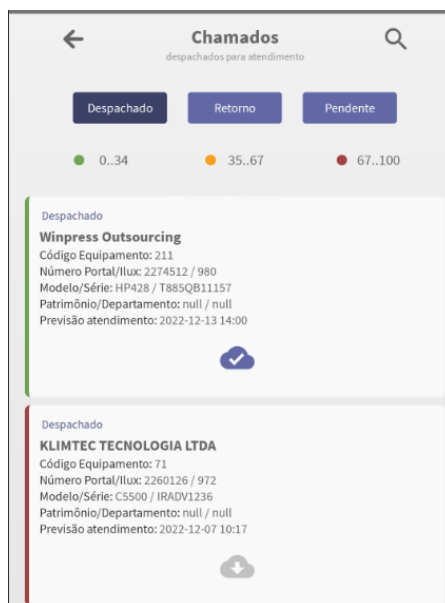 Chamados
despachados para atendimento
Despachado Retorno Pendente
0..34 35..67 67..100
Despachado
Winpress Outsourcing
Código Equipamento: 211
Número Portal/Ilux: 2274512 / 980
Modelo/Série: HP428 / T885QB11157
Patrimônio/Departamento: null / null
Previsão atendimento: 2022-12-13 14:00
Despachado
KLIMTEC TECNOLOGIA LTDA
Código Equipamento: 71
Número Portal/Ilux: 2260126 / 972
Modelo/Série: C5500 / IRADV1236
Patrimônio/Departamento: null / null
Previsão atendimento: 2022-12-07 10:17